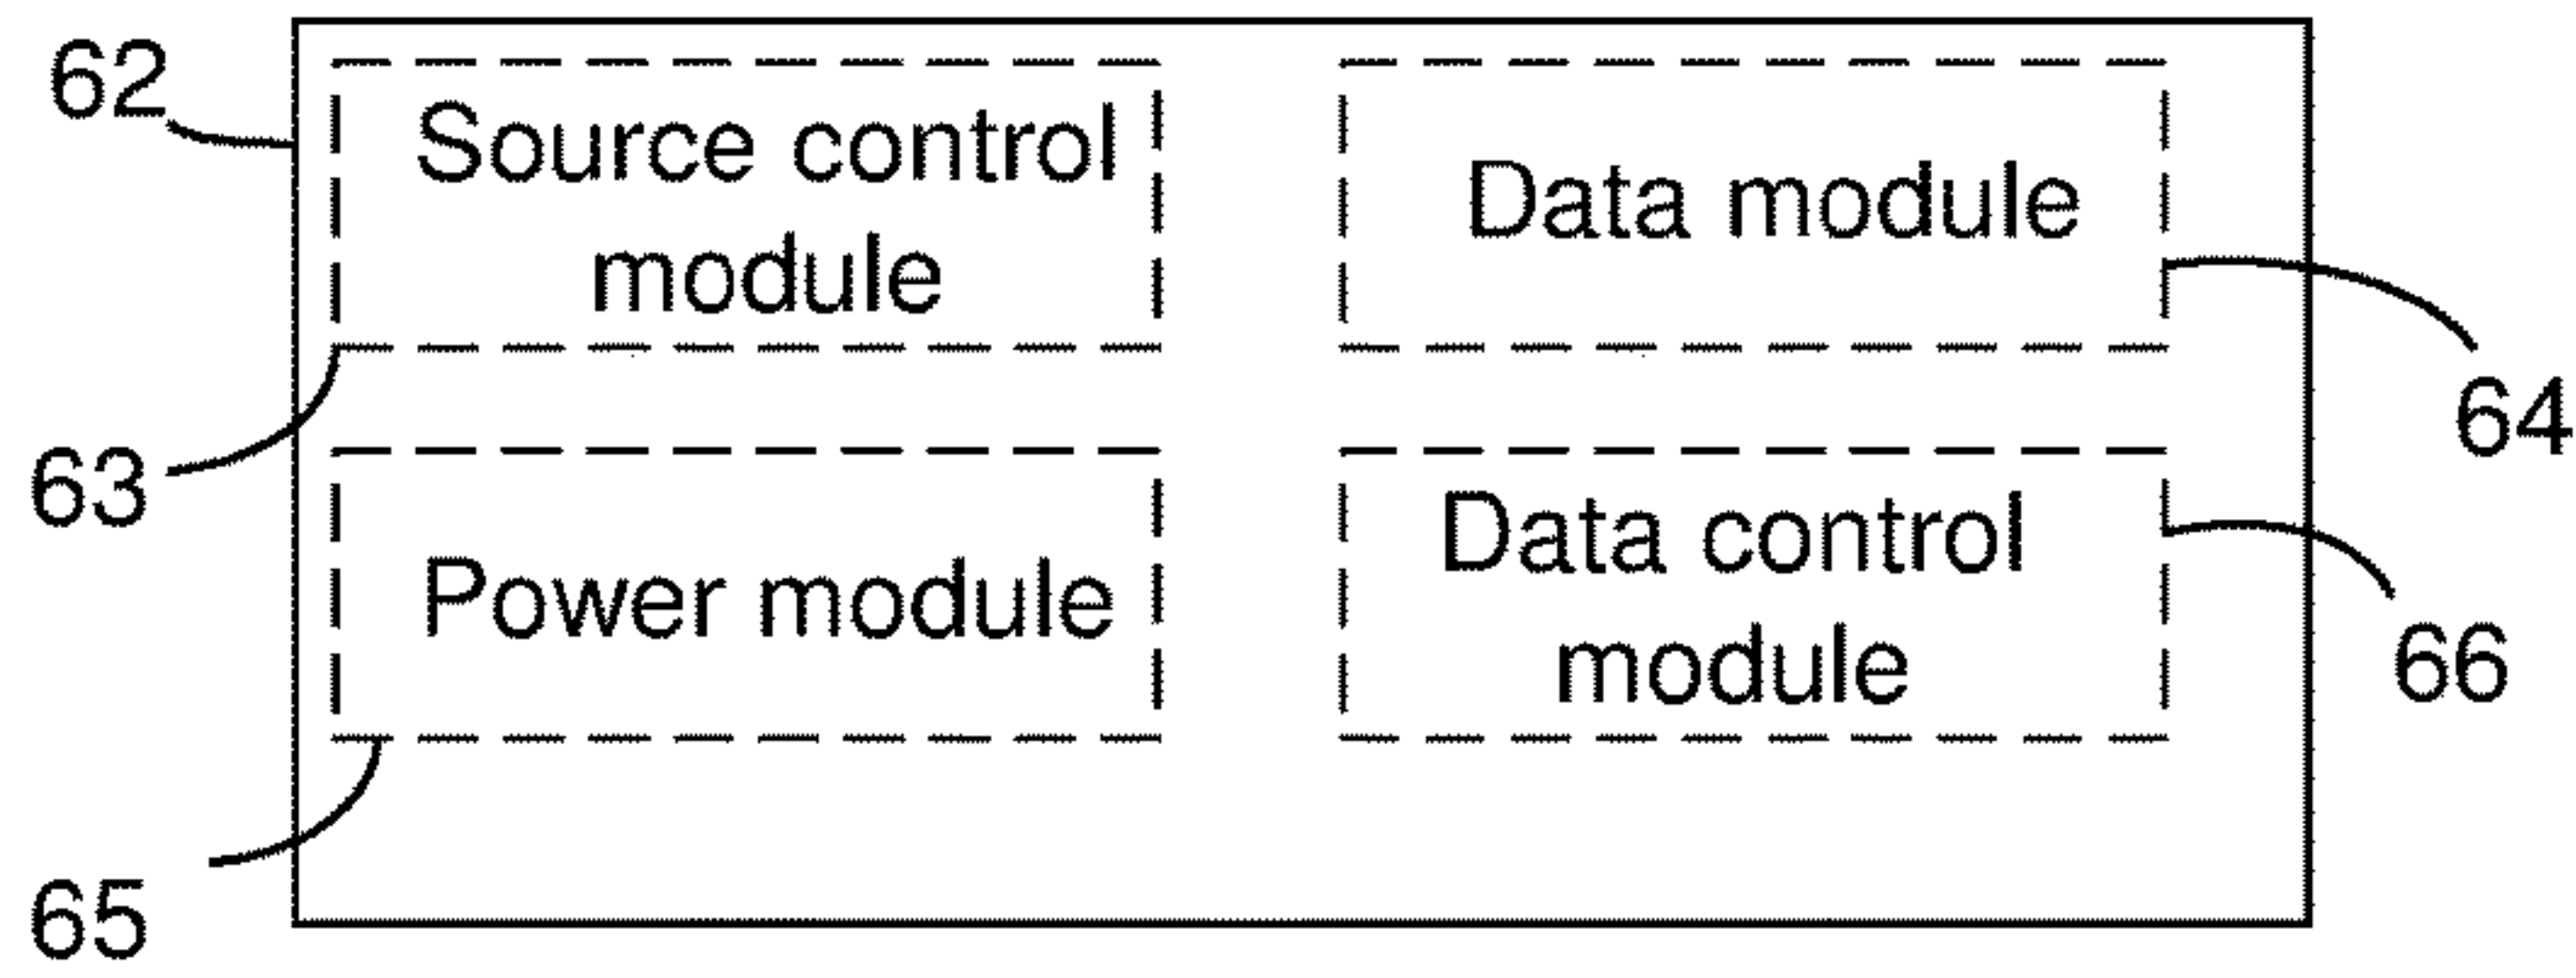 62
Source control
module
Data module
64
63
Power module
Data control
module
66
65